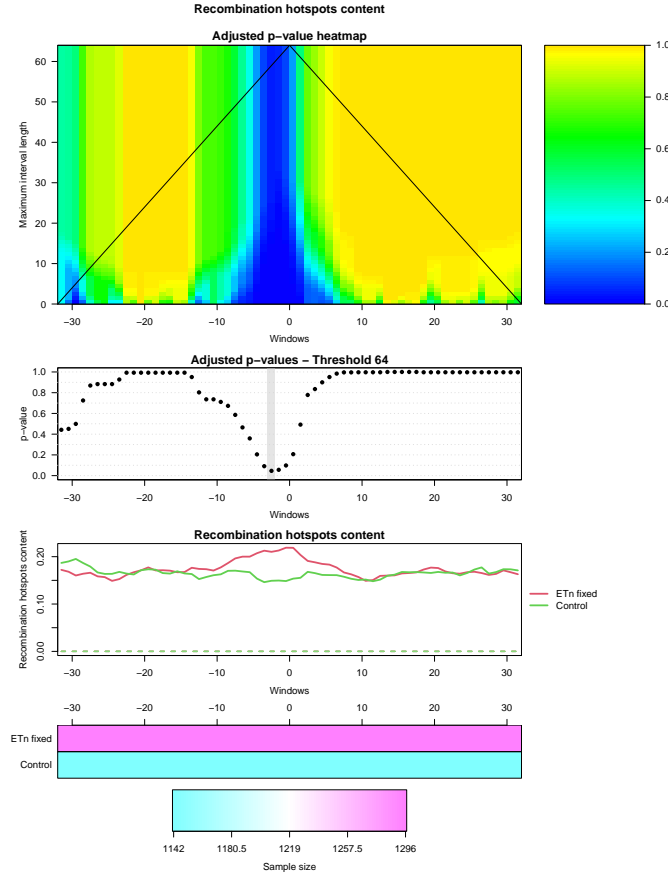 Recombination hotspots content
Adjusted p−value heatmap
Maximum interval length
60
50
40
30
20
10
0
−30 −20 −10 0 10 20 30
Windows
1.0
0.8
0.6
0.4
0.2
0.0
Adjusted p−values − Threshold 64
p−value
1.0
0.8
0.6
0.4
0.2
0.0
−30 −20 −10 0 10 20 30
Windows
Recombination hotspots content
Recombination hotspots content
0.20
0.10
0.00
−30 −20 −10 0 10 20 30
Windows
ETn fixed
Control
−30 −20 −10 0 10 20 30
ETn fixed
Control
1142 1180.5 1219 1257.5 1296
Sample size